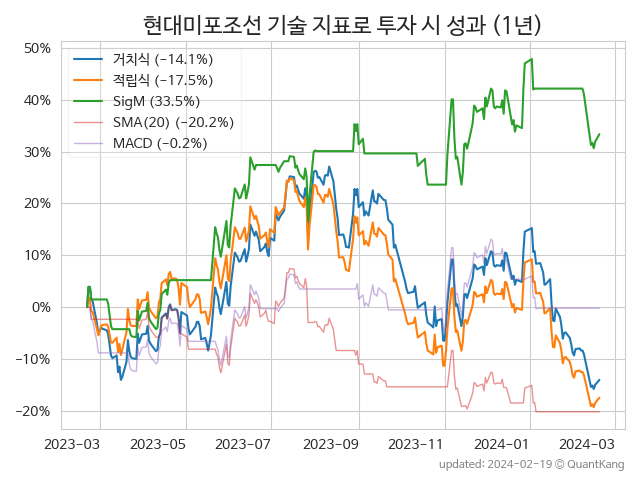 현대미포조선 기술 지표로 투자 시 성과 (1년)
50%
40%
30%
20%
10%
0%
−10%
−20%
거치식 (−14.1%)
적립식 (−17.5%)
SigM (33.5%)
SMA(20) (−20.2%)
MACD (−0.2%)
2023-03 2023-05 2023-07 2023-09 2023-11 2024-01 2024-03
updated: 2024-02-19 © QuantKang